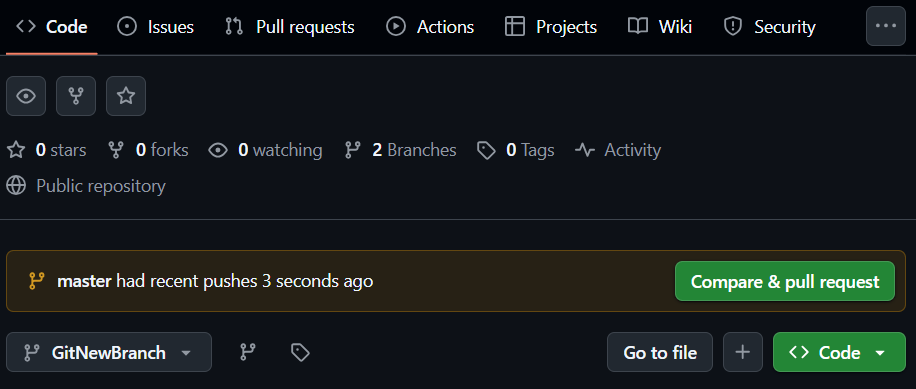 Code Issues Pull requests Actions Projects Wiki Security
0 stars 0 forks 0 watching 2 Branches 0 Tags Activity
Public repository
master had recent pushes 3 seconds ago Compare & pull request
GitNewBranch Go to file Code